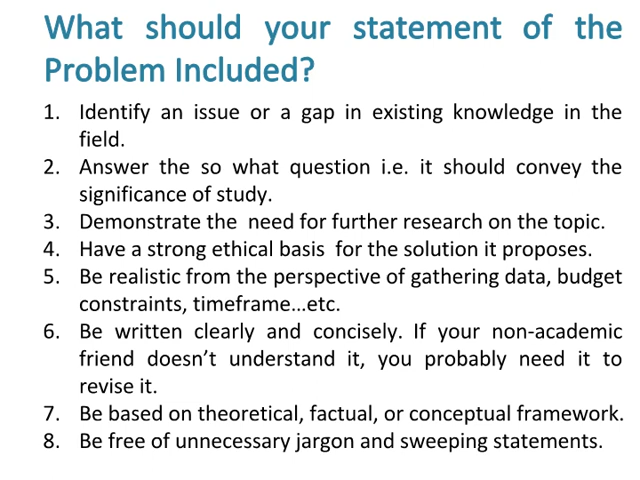 What should your statement of the
Problem Included?
1. Identify an issue or a gap in existing knowledge in the
field.
2. Answer the so what question i.e. it should convey the
significance of study.
3. Demonstrate the need for further research on the topic.
4. Have a strong ethical basis for the solution it proposes.
5. Be realistic from the perspective of gathering data, budget
constraints, timeframe...etc.
6. Be written clearly and concisely. If your non-academic
friend doesn’t understand it, you probably need it to
revise it.
7. Be based on theoretical, factual, or conceptual framework.
8. Be free of unnecessary jargon and sweeping statements.